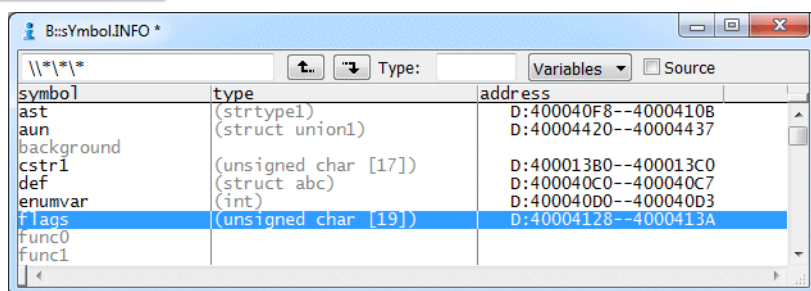 B::sYmbol.INFO *
\\*\*\* Type: Variables Source
symbol type address
ast (strtype1) D:400040F8--4000410B
aun (struct union1) D:40004420--40004437
background
cstr1 (unsigned char [17]) D:400013B0--400013C0
def (struct abc) D:400040C0--400040C7
enumvar (int) D:400040D0--400040D3
flags (unsigned char [19]) D:40004128--4000413A
func0
func1